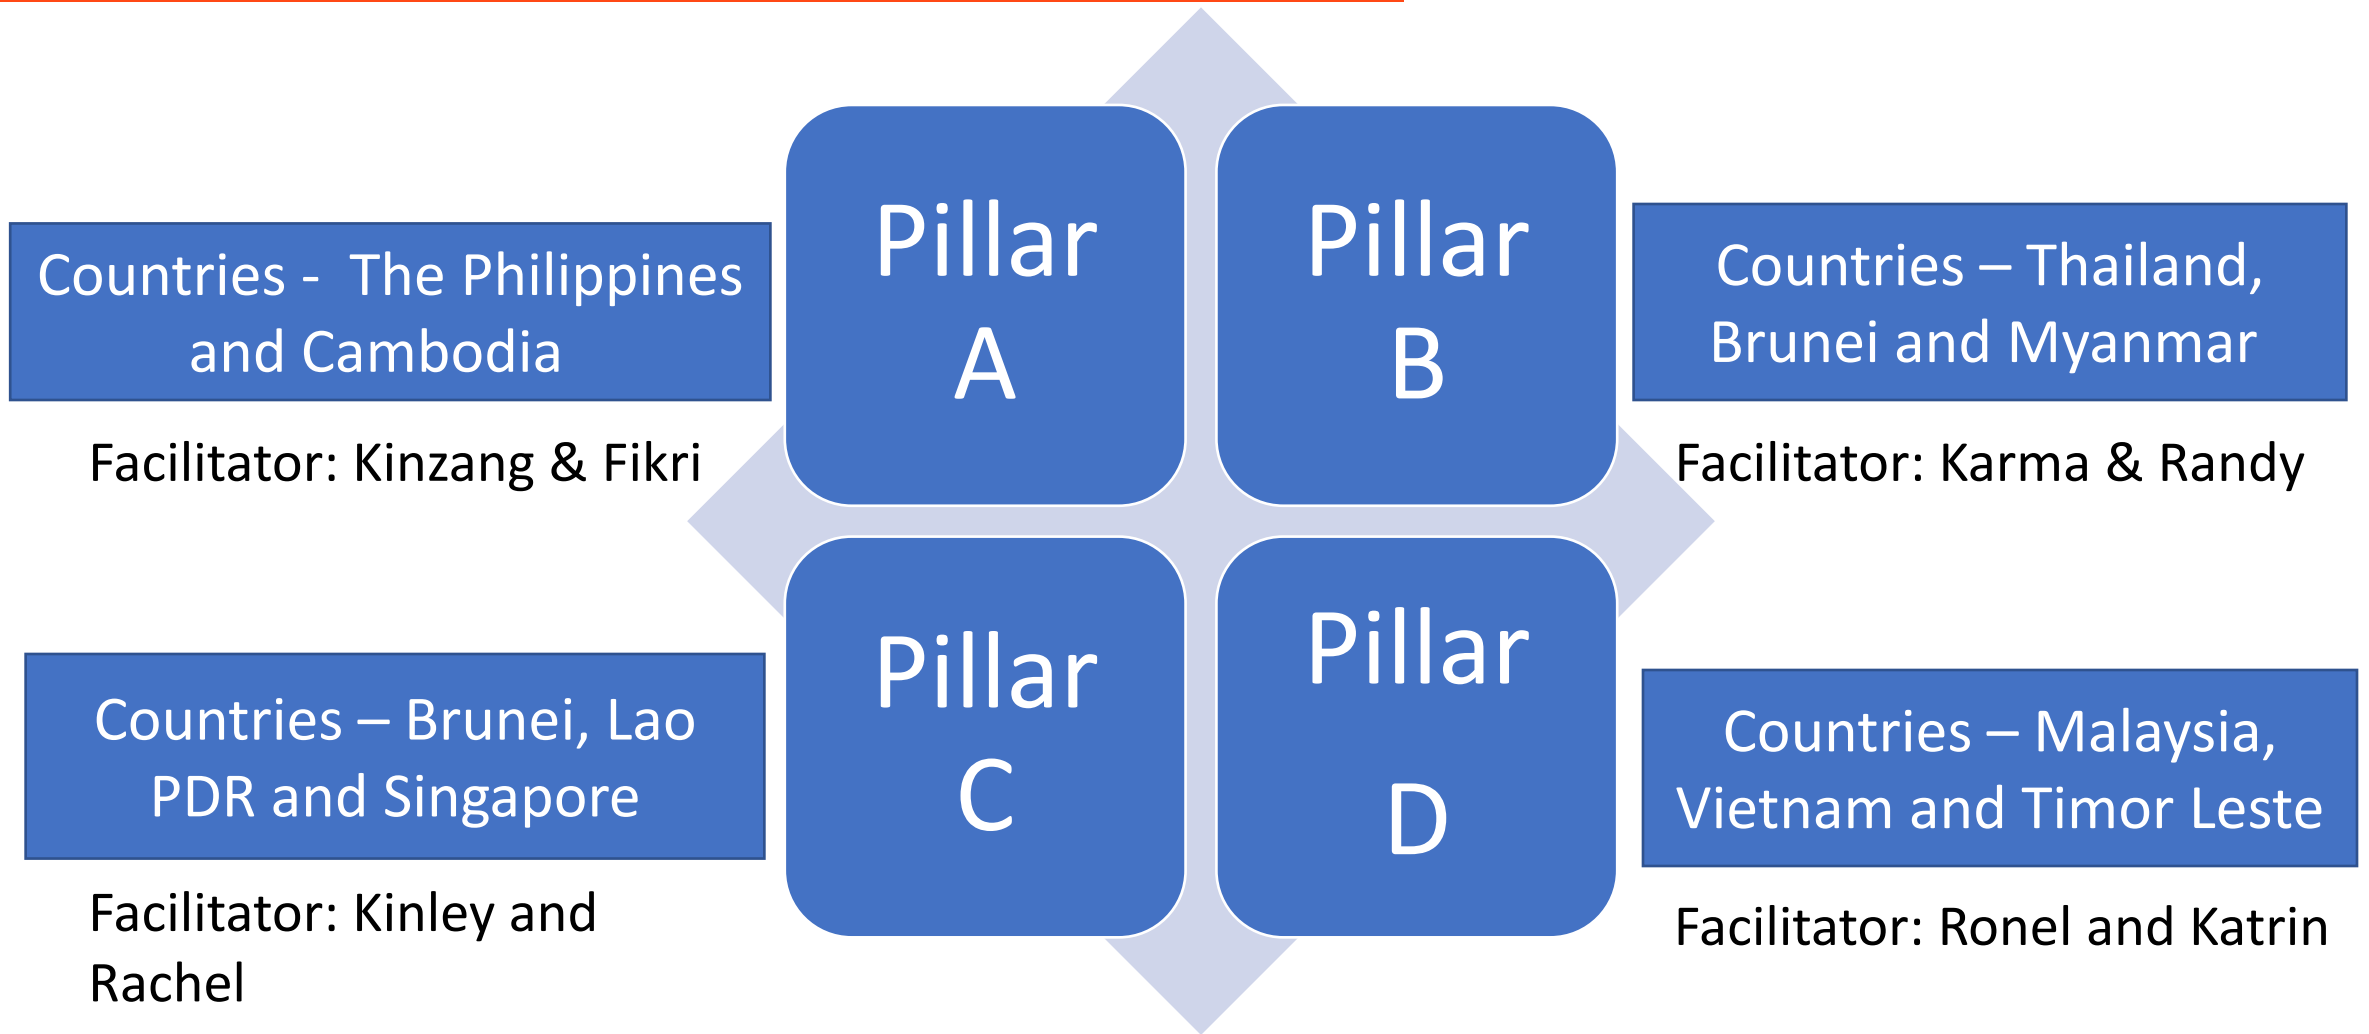 Pillar
A
Pillar
B
Countries -  The Philippines
and Cambodia
Countries – Thailand,
Brunei and Myanmar
Facilitator: Kinzang & Fikri
Facilitator: Karma & Randy
Pillar
C
Pillar
D
Countries – Brunei, Lao
PDR and Singapore
Countries – Malaysia,
Vietnam and Timor Leste
Facilitator: Kinley and
Rachel
Facilitator: Ronel and Katrin